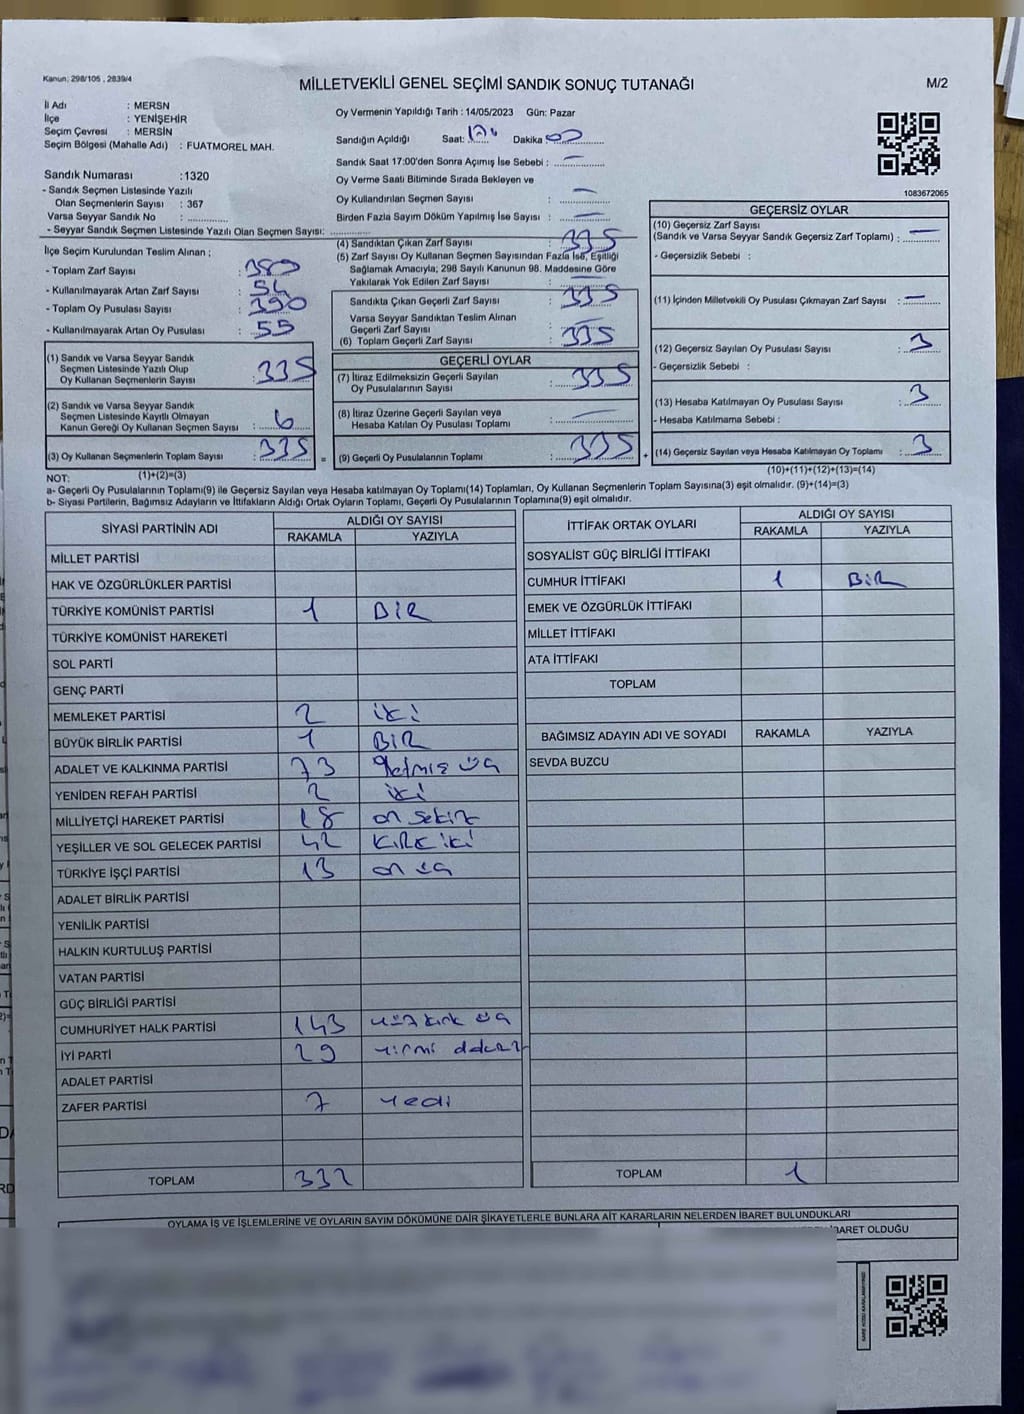 Kanun: 298/105 , 2839/4
MİLLETVEKİLİ GENEL SEÇİMİ SANDIK SONUÇ TUTANAĞI
M/2
İl Adı : MERSN
İlçe : YENİŞEHİR
Seçim Çevresi : MERSİN
Seçim Bölgesi (Mahalle Adı) : FUATMOREL MAH.
Oy Vermenin Yapıldığı Tarih : 14/05/2023 Gün: Pazar
Sandığın Açıldığı Saat: Dakika :
Sandık Saat 17:00'den Sonra Açımış İse Sebebi : —
Oy Verme Saati Bitiminde Sırada Bekleyen ve
Oy Kullandırılan Seçmen Sayısı : —
Birden Fazla Sayım Döküm Yapılmış İse Sayısı : —
1083672065
Sandık Numarası :1320
- Sandık Seçmen Listesinde Yazılı
Olan Seçmenlerin Sayısı : 367
Varsa Seyyar Sandık No :
- Seyyar Sandık Seçmen Listesinde Yazılı Olan Seçmen Sayısı:
İlçe Seçim Kurulundan Teslim Alınan ;
- Toplam Zarf Sayısı :
- Kullanılmayarak Artan Zarf Sayısı : 54
- Toplam Oy Pusulası Sayısı : 390
- Kullanılmayarak Artan Oy Pusulası : 55
(1) Sandık ve Varsa Seyyar Sandık
Seçmen Listesinde Yazılı Olup
Oy Kullanan Seçmenlerin Sayısı : 335
(2) Sandık ve Varsa Seyyar Sandık
Seçmen Listesinde Kayıtlı Olmayan
Kanun Gereği Oy Kullanan Seçmen Sayısı : 6
(3) Oy Kullanan Seçmenlerin Toplam Sayısı : 335
(1)+(2)=(3)
(4) Sandıktan Çıkan Zarf Sayısı : 335
(5) Zarf Sayısı Oy Kullanan Seçmen Sayısından Fazla İse, Eşitliği
Sağlamak Amacıyla; 298 Sayılı Kanunun 98. Maddesine Göre
Yakılarak Yok Edilen Zarf Sayısı :
Sandıkta Çıkan Geçerli Zarf Sayısı : 335
Varsa Seyyar Sandıktan Teslim Alınan
Geçerli Zarf Sayısı : —
(6) Toplam Geçerli Zarf Sayısı : 335
GEÇERLİ OYLAR
(7) İtiraz Edilmeksizin Geçerli Sayılan
Oy Pusulalarının Sayısı : 335
(8) İtiraz Üzerine Geçerli Sayılan veya
Hesaba Katılan Oy Pusulası Toplamı : —
= (9) Geçerli Oy Pusulalarının Toplamı : 335 +
GEÇERSİZ OYLAR
(10) Geçersiz Zarf Sayısı
(Sandık ve Varsa Seyyar Sandık Geçersiz Zarf Toplamı) : —
- Geçersizlik Sebebi :
(11) İçinden Milletvekili Oy Pusulası Çıkmayan Zarf Sayısı : —
(12) Geçersiz Sayılan Oy Pusulası Sayısı : 3
- Geçersizlik Sebebi :
(13) Hesaba Katılmayan Oy Pusulası Sayısı : 3
- Hesaba Katılmama Sebebi :
(14) Geçersiz Sayılan veya Hesaba Katılmayan Oy Toplamı : 3
(10)+(11)+(12)+(13)=(14)
NOT:
a- Geçerli Oy Pusulalarının Toplamı(9) ile Geçersiz Sayılan veya Hesaba katılmayan Oy Toplamı(14) Toplamları, Oy Kullanan Seçmenlerin Toplam Sayısına(3) eşit olmalıdır. (9)+(14)=(3)
b- Siyasi Partilerin, Bağımsız Adayların ve İttifakların Aldığı Ortak Oyların Toplamı, Geçerli Oy Pusulalarının Toplamına(9) eşit olmalıdır.
SİYASİ PARTİNİN ADI ALDIĞI OY SAYISI
RAKAMLA YAZIYLA
MİLLET PARTİSİ
HAK VE ÖZGÜRLÜKLER PARTİSİ
TÜRKİYE KOMÜNİST PARTİSİ 1 BİR
TÜRKİYE KOMÜNİST HAREKETİ
SOL PARTİ
GENÇ PARTİ
MEMLEKET PARTİSİ 2 iki
BÜYÜK BİRLİK PARTİSİ 1 BİR
ADALET VE KALKINMA PARTİSİ 73 Yetmiş üç
YENİDEN REFAH PARTİSİ 2 iki
MİLLİYETÇİ HAREKET PARTİSİ 18 on sekiz
YEŞİLLER VE SOL GELECEK PARTİSİ 42 KIRK iKi
TÜRKİYE İŞÇİ PARTİSİ 13 on üç
ADALET BİRLİK PARTİSİ
YENİLİK PARTİSİ
HALKIN KURTULUŞ PARTİSİ
VATAN PARTİSİ
GÜÇ BİRLİĞİ PARTİSİ
CUMHURİYET HALK PARTİSİ 143 yüz kırk üç
İYİ PARTİ 29 yirmi dokuz
ADALET PARTİSİ
ZAFER PARTİSİ 7 yedi
TOPLAM 332
İTTİFAK ORTAK OYLARI ALDIĞI OY SAYISI
RAKAMLA YAZIYLA
SOSYALİST GÜÇ BİRLİĞİ İTTİFAKI
CUMHUR İTTİFAKI 1 BİR
EMEK VE ÖZGÜRLÜK İTTİFAKI
MİLLET İTTİFAKI
ATA İTTİFAKI
TOPLAM
BAĞIMSIZ ADAYIN ADI VE SOYADI RAKAMLA YAZIYLA
SEVDA BUZCU
TOPLAM 1
OYLAMA İŞ VE İŞLEMLERİNE VE OYLARIN SAYIM DÖKÜMÜNE DAİR ŞİKAYETLERLE BUNLARA AİT KARARLARIN NELERDEN İBARET BULUNDUKLARI
İBARET OLDUĞU